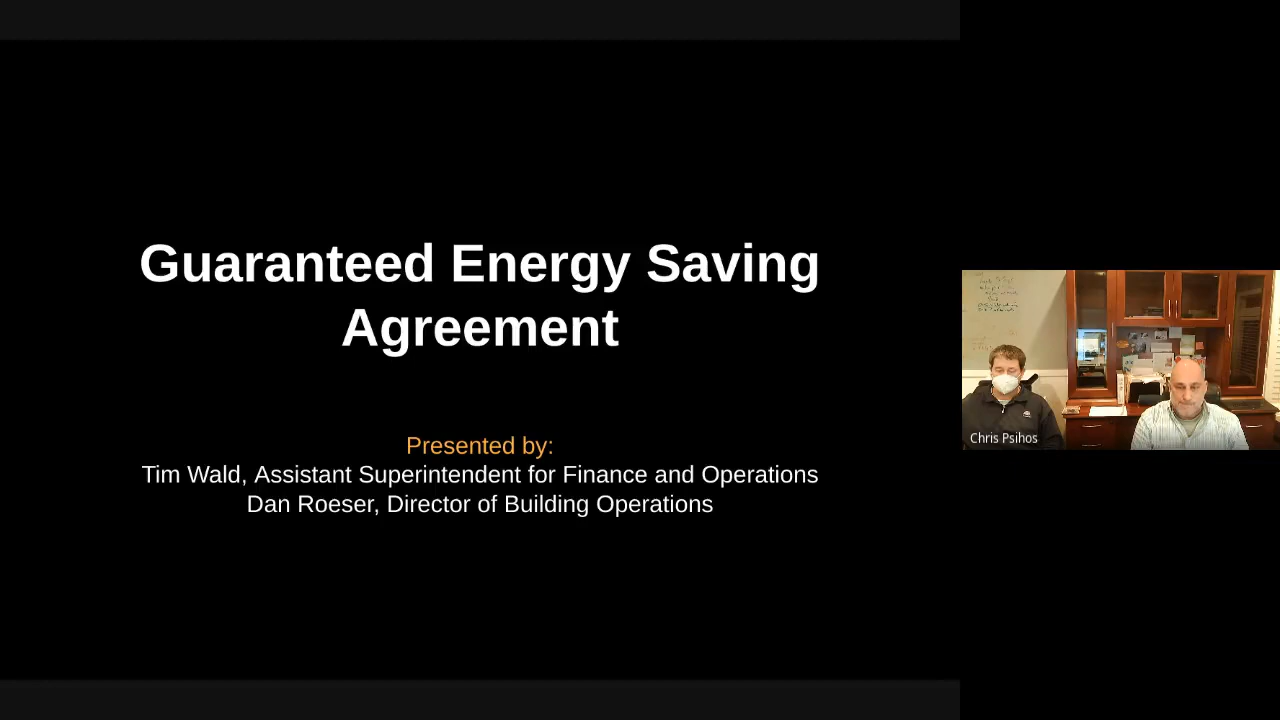 Guaranteed Energy Saving
Agreement
Presented by:
Tim Wald, Assistant Superintendent for Finance and Operations
Dan Roeser, Director of Building Operations
Chris Psihos